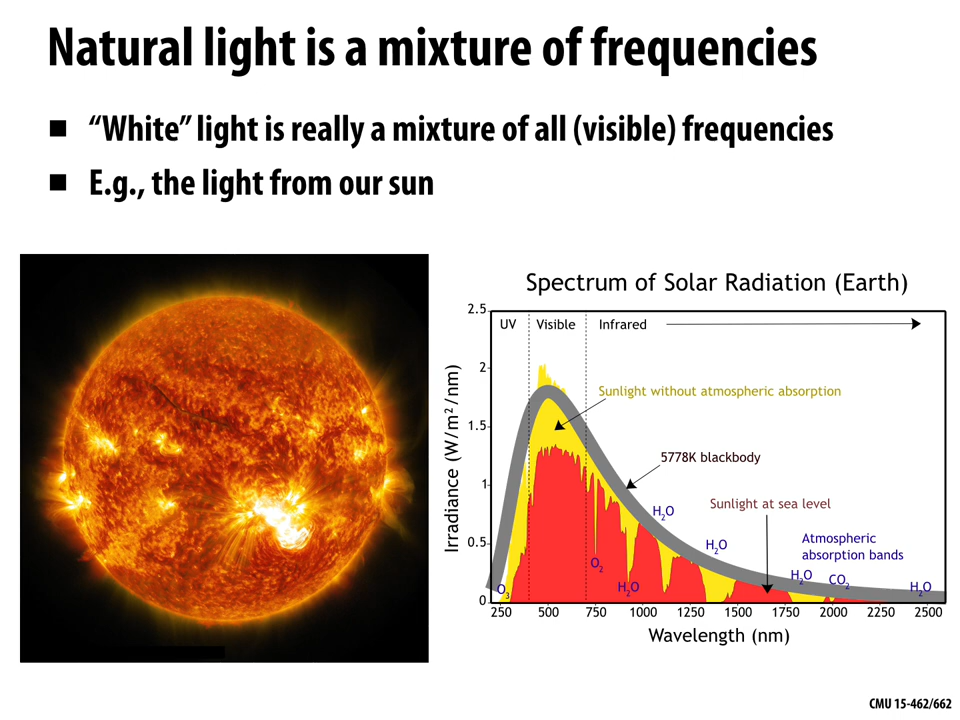 Natural light is a mixture of frequencies
■ “White” light is really a mixture of all (visible) frequencies
■ E.g., the light from our sun
Spectrum of Solar Radiation (Earth)
Irradiance (W/m²/nm)
2.5
2
1.5
1
0.5
0
UV Visible Infrared
Sunlight without atmospheric absorption
5778K blackbody
Sunlight at sea level
H₂O
H₂O
Atmospheric
absorption bands
O₂
H₂O CO₂
O₃
H₂O
H₂O
250 500 750 1000 1250 1500 1750 2000 2250 2500
Wavelength (nm)
CMU 15-462/662